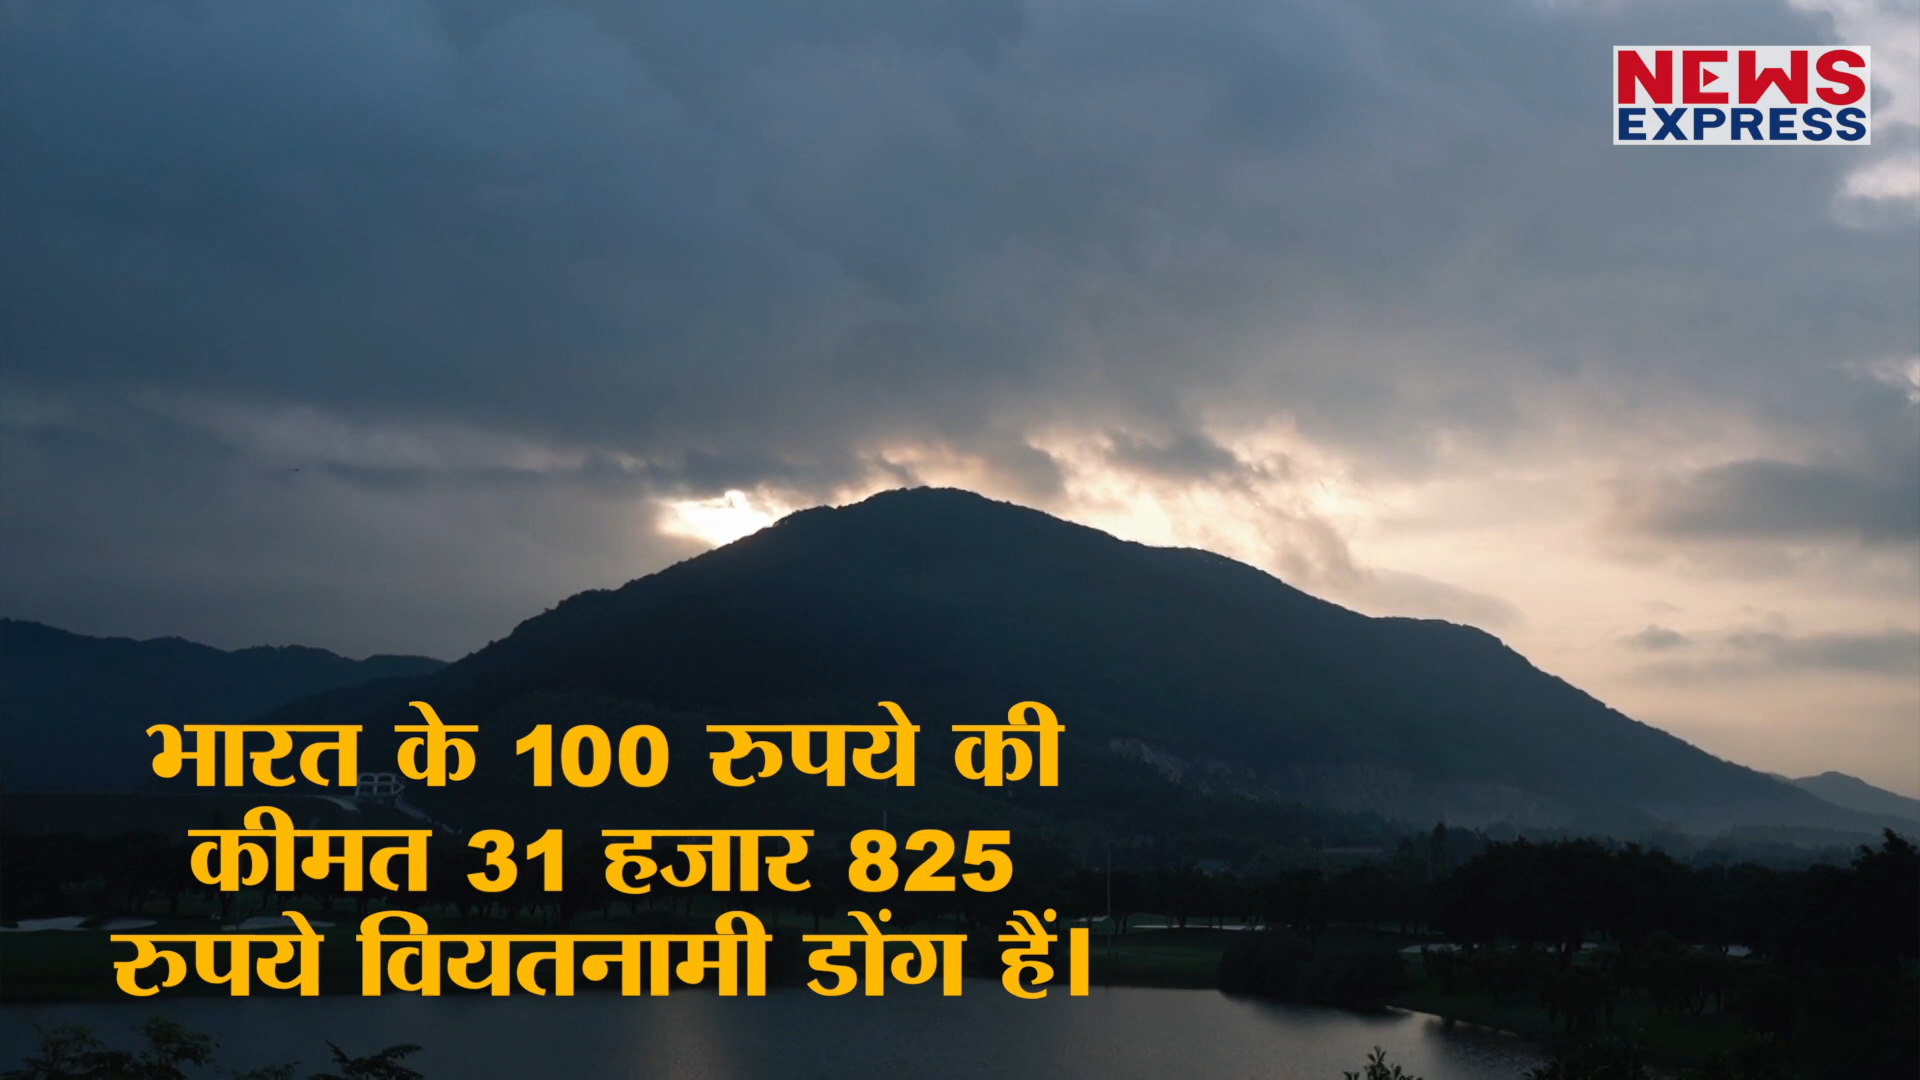 NEWS
EXPRESS
भारत के 100 रुपये की
कीमत 31 हजार 825
रुपये वियतनामी डोंग हैं।